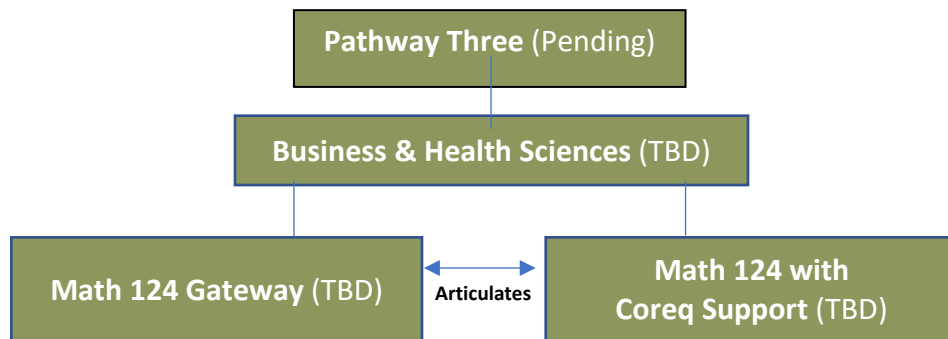 Pathway Three (Pending)
Business & Health Sciences (TBD)
Math 124 Gateway (TBD)
Articulates
Math 124 with
Coreq Support (TBD)